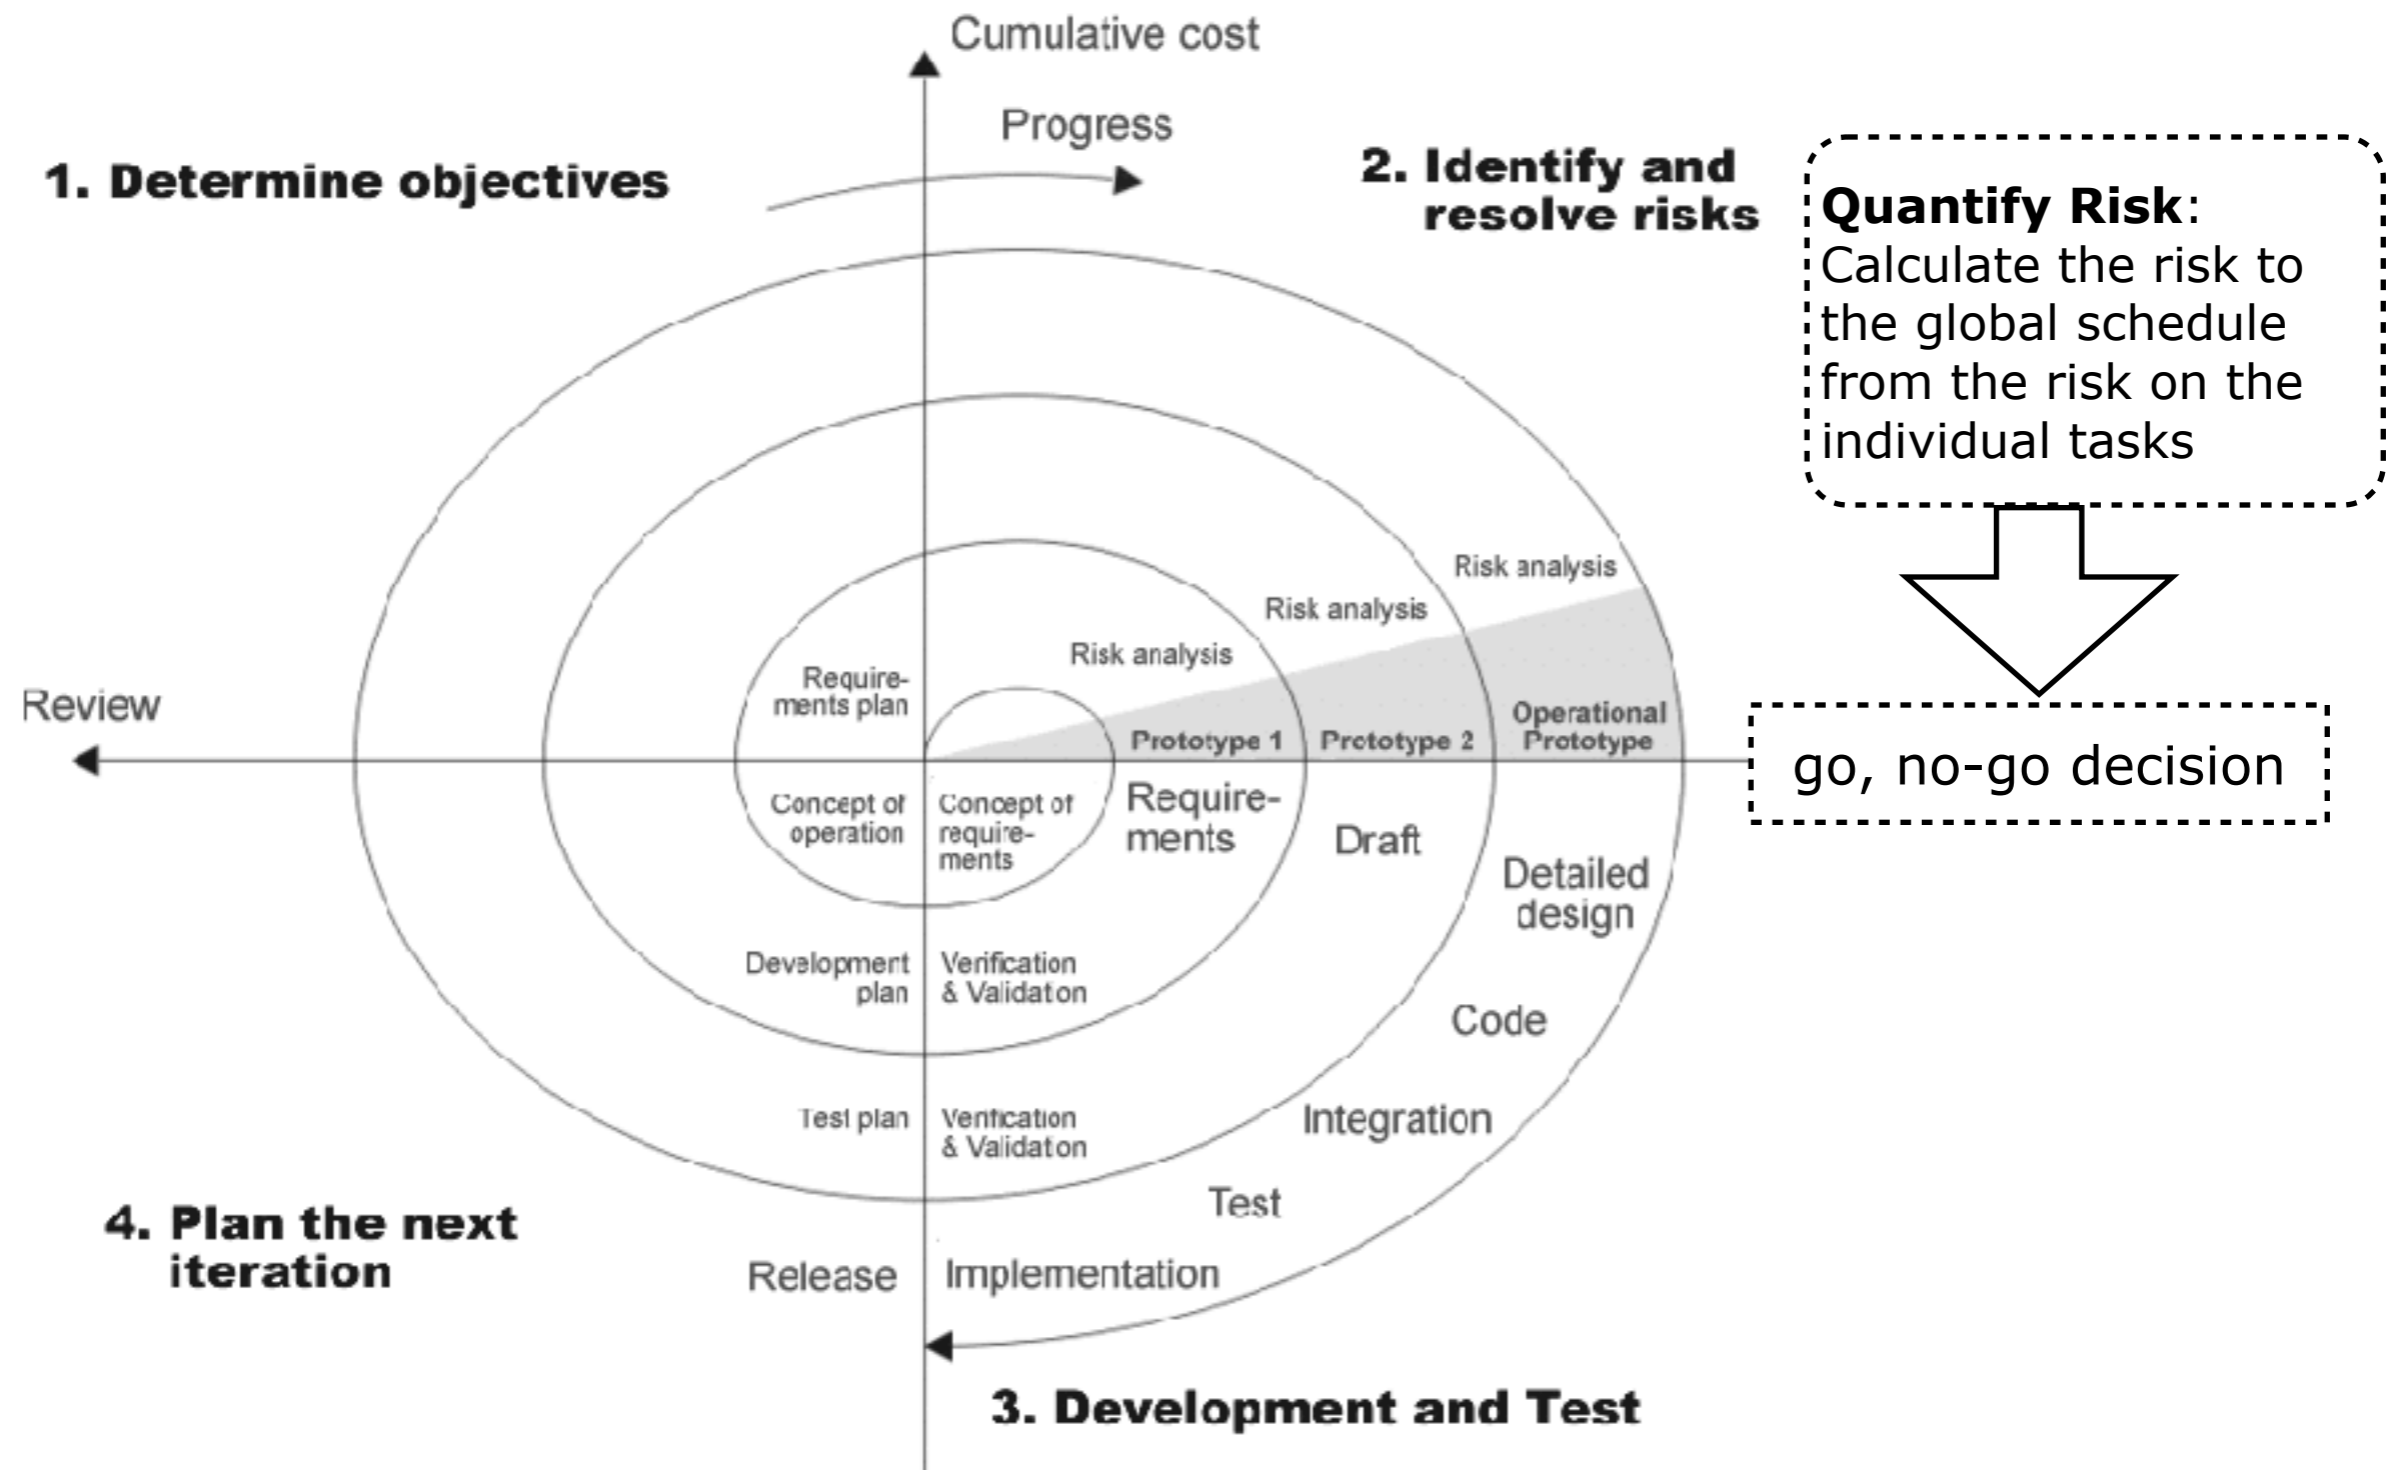 Cumulative cost
Progress
1. Determine objectives
2. Identify and
resolve risks
Quantify Risk:
Calculate the risk to
the global schedule
from the risk on the
individual tasks
Risk analysis
Risk analysis
Risk analysis
Require-
ments plan
Review
Operational
Prototype
Prototype 1
Prototype 2
go, no-go decision
Concept of
operation
Concept of
require-
ments
Require-
ments
Draft
Detailed
design
Development
plan
Verification
& Validation
Code
Test plan
Verification
& Validation
Integration
Test
4. Plan the next
iteration
Release
Implementation
3. Development and Test